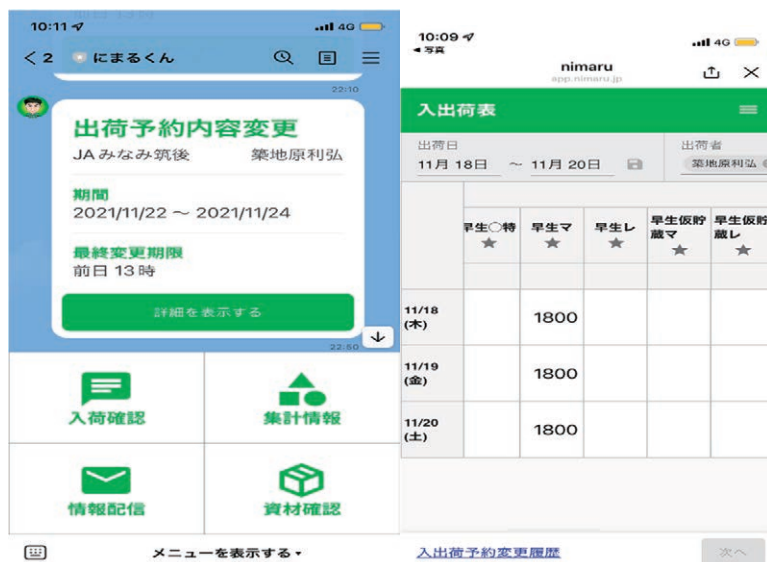 10:11
4G
2 にまるくん
22:10
出荷予約内容変更
JAみなみ筑後 築地原利弘
期間
2021/11/22 ～ 2021/11/24
最終変更期限
前日 13時
詳細を表示する
22:50
入荷確認
集計情報
情報配信
資材確認
メニューを表示する
10:09
4G
写真
nimaru
app.nimaru.jp
入出荷表
出荷日
11月 18日 ～ 11月 20日
出荷者
築地原利弘
早生○特
早生マ
早生レ
早生仮貯蔵マ
早生仮貯蔵レ
11/18
(木)
1800
11/19
(金)
1800
11/20
(土)
1800
入出荷予約変更履歴
次へ